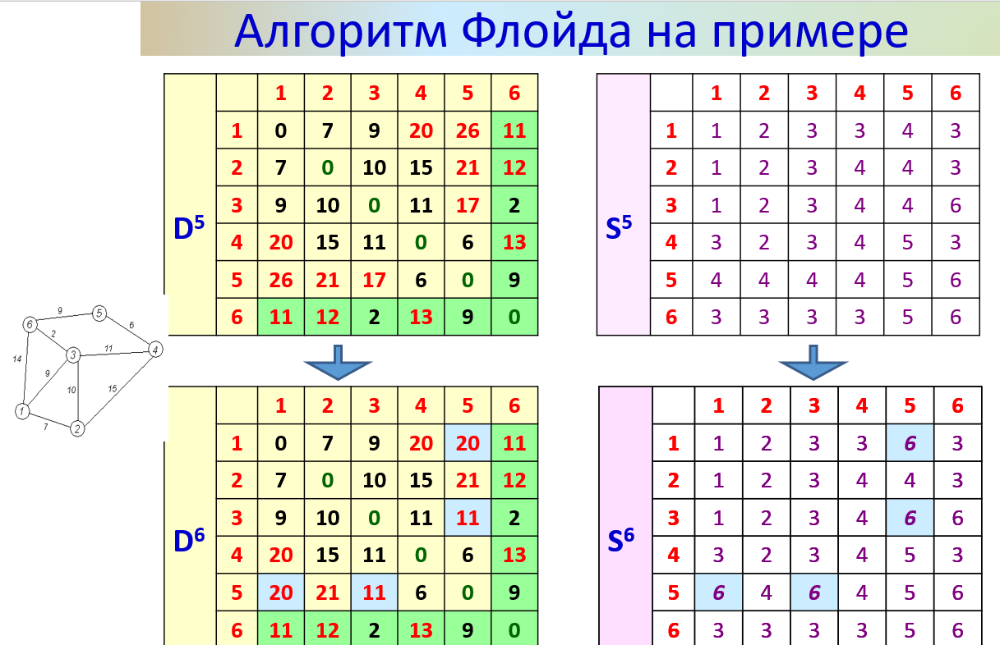 Алгоритм Флойда на примере
D⁵
1 2 3 4 5 6
1 0 7 9 20 26 11
2 7 0 10 15 21 12
3 9 10 0 11 17 2
4 20 15 11 0 6 13
5 26 21 17 6 0 9
6 11 12 2 13 9 0
S⁵
1 2 3 4 5 6
1 1 2 3 3 4 3
2 1 2 3 4 4 3
3 1 2 3 4 4 6
4 3 2 3 4 5 3
5 4 4 4 4 5 6
6 3 3 3 3 5 6
9
6 5
2 6
3 11 4
14 9 10 15
1
7 2
D⁶
1 2 3 4 5 6
1 0 7 9 20 20 11
2 7 0 10 15 21 12
3 9 10 0 11 11 2
4 20 15 11 0 6 13
5 20 21 11 6 0 9
6 11 12 2 13 9 0
S⁶
1 2 3 4 5 6
1 1 2 3 3 6 3
2 1 2 3 4 4 3
3 1 2 3 4 6 6
4 3 2 3 4 5 3
5 6 4 6 4 5 6
6 3 3 3 3 5 6